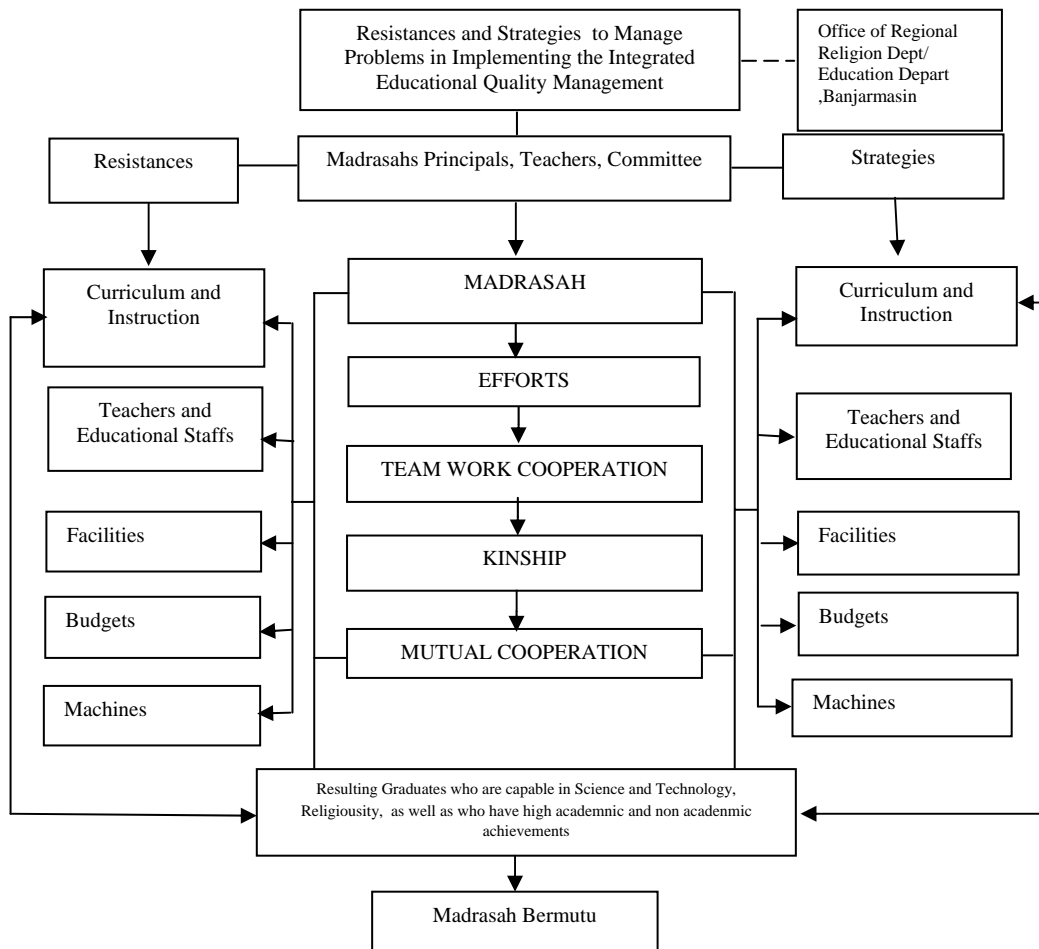 Resistances and Strategies to Manage
Problems in Implementing the Integrated
Educational Quality Management
Office of Regional
Religion Dept/
Education Depart
,Banjarmasin
Resistances
Madrasahs Principals, Teachers, Committee
Strategies
Curriculum and
Instruction
MADRASAH
Curriculum and
Instruction
EFFORTS
Teachers and
Educational Staffs
Teachers and
Educational Staffs
TEAM WORK COOPERATION
Facilities
Facilities
KINSHIP
Budgets
Budgets
MUTUAL COOPERATION
Machines
Machines
Resulting Graduates who are capable in Science and Technology,
Religiousity, as well as who have high academnic and non acadenmic
achievements
Madrasah Bermutu